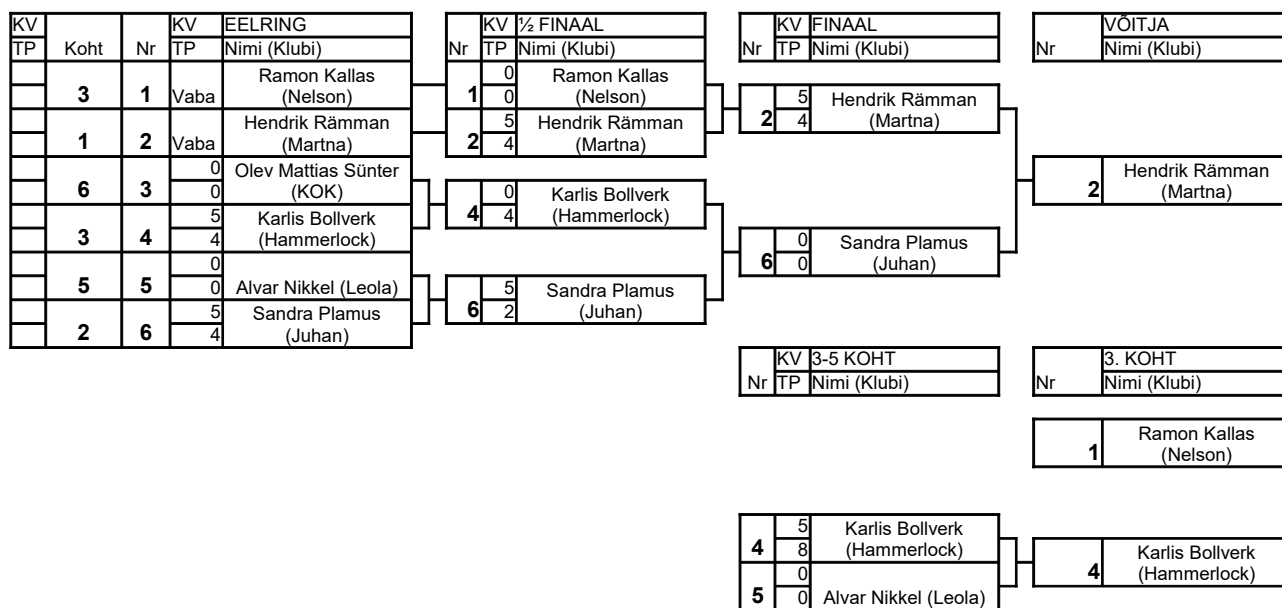 KV KV EELRING KV ½ FINAAL KV FINAAL VÕITJA
TP Koht Nr TP Nimi (Klubi) Nr TP Nimi (Klubi) Nr TP Nimi (Klubi) Nr Nimi (Klubi)
3 1 Vaba Ramon Kallas (Nelson)
1 2 Vaba Hendrik Rämman (Martna)
6 3 0 0 Olev Mattias Sünter (KOK)
3 4 5 4 Karlis Bollverk (Hammerlock)
5 5 0 0 Alvar Nikkel (Leola)
2 6 5 4 Sandra Plamus (Juhan)
1 0 0 Ramon Kallas (Nelson)
2 5 4 Hendrik Rämman (Martna)
4 0 4 Karlis Bollverk (Hammerlock)
6 5 2 Sandra Plamus (Juhan)
2 5 4 Hendrik Rämman (Martna)
6 0 0 Sandra Plamus (Juhan)
2 Hendrik Rämman (Martna)
KV 3-5 KOHT 3. KOHT
Nr TP Nimi (Klubi) Nr Nimi (Klubi)
1 Ramon Kallas (Nelson)
4 5 8 Karlis Bollverk (Hammerlock)
5 0 0 Alvar Nikkel (Leola)
4 Karlis Bollverk (Hammerlock)